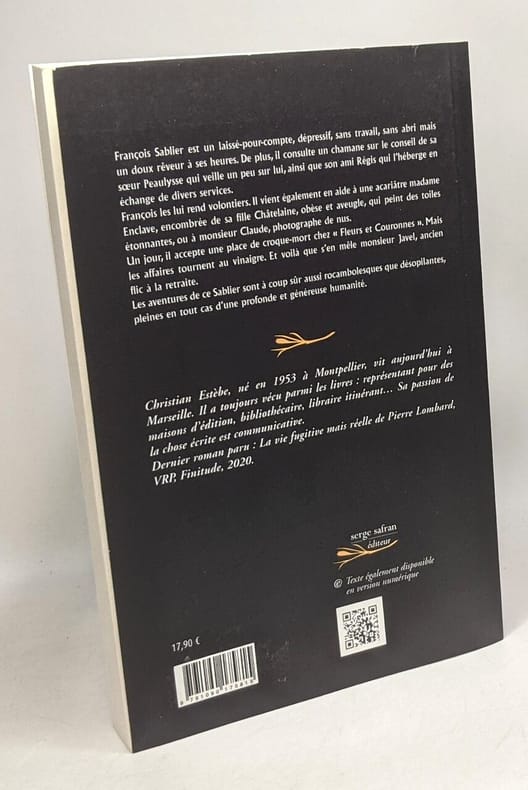 François Sablier est un laissé-pour-compte, dépressif, sans travail, sans abri mais
un doux rêveur à ses heures. De plus, il consulte un chamane sur le conseil de sa
sœur Peaulysse qui veille un peu sur lui, ainsi que son ami Régis qui l'héberge en
échange de divers services.
François les lui rend volontiers. Il vient également en aide à une acariâtre madame
Enclave, encombrée de sa fille Châtelaine, obèse et aveugle, qui peint des toiles
étonnantes, ou à monsieur Claude, photographe de nus.
Un jour, il accepte une place de croque-mort chez « Fleurs et Couronnes ». Mais
les affaires tournent au vinaigre. Et voilà que s'en mêle monsieur Javel, ancien
flic à la retraite.
Les aventures de ce Sablier sont à coup sûr aussi rocambolesques que désopilantes,
pleines en tout cas d'une profonde et généreuse humanité.
Christian Estèbe, né en 1953 à Montpellier, vit aujourd'hui à
Marseille. Il a toujours vécu parmi les livres : représentant pour des
maisons d'édition, bibliothécaire, libraire itinérant... Sa passion de
la chose écrite est communicative.
Dernier roman paru : La vie fugitive mais réelle de Pierre Lombard,
VRP, Finitude, 2020.
serge safran
éditeur
@ Texte également disponible
en version numérique
17,90 €